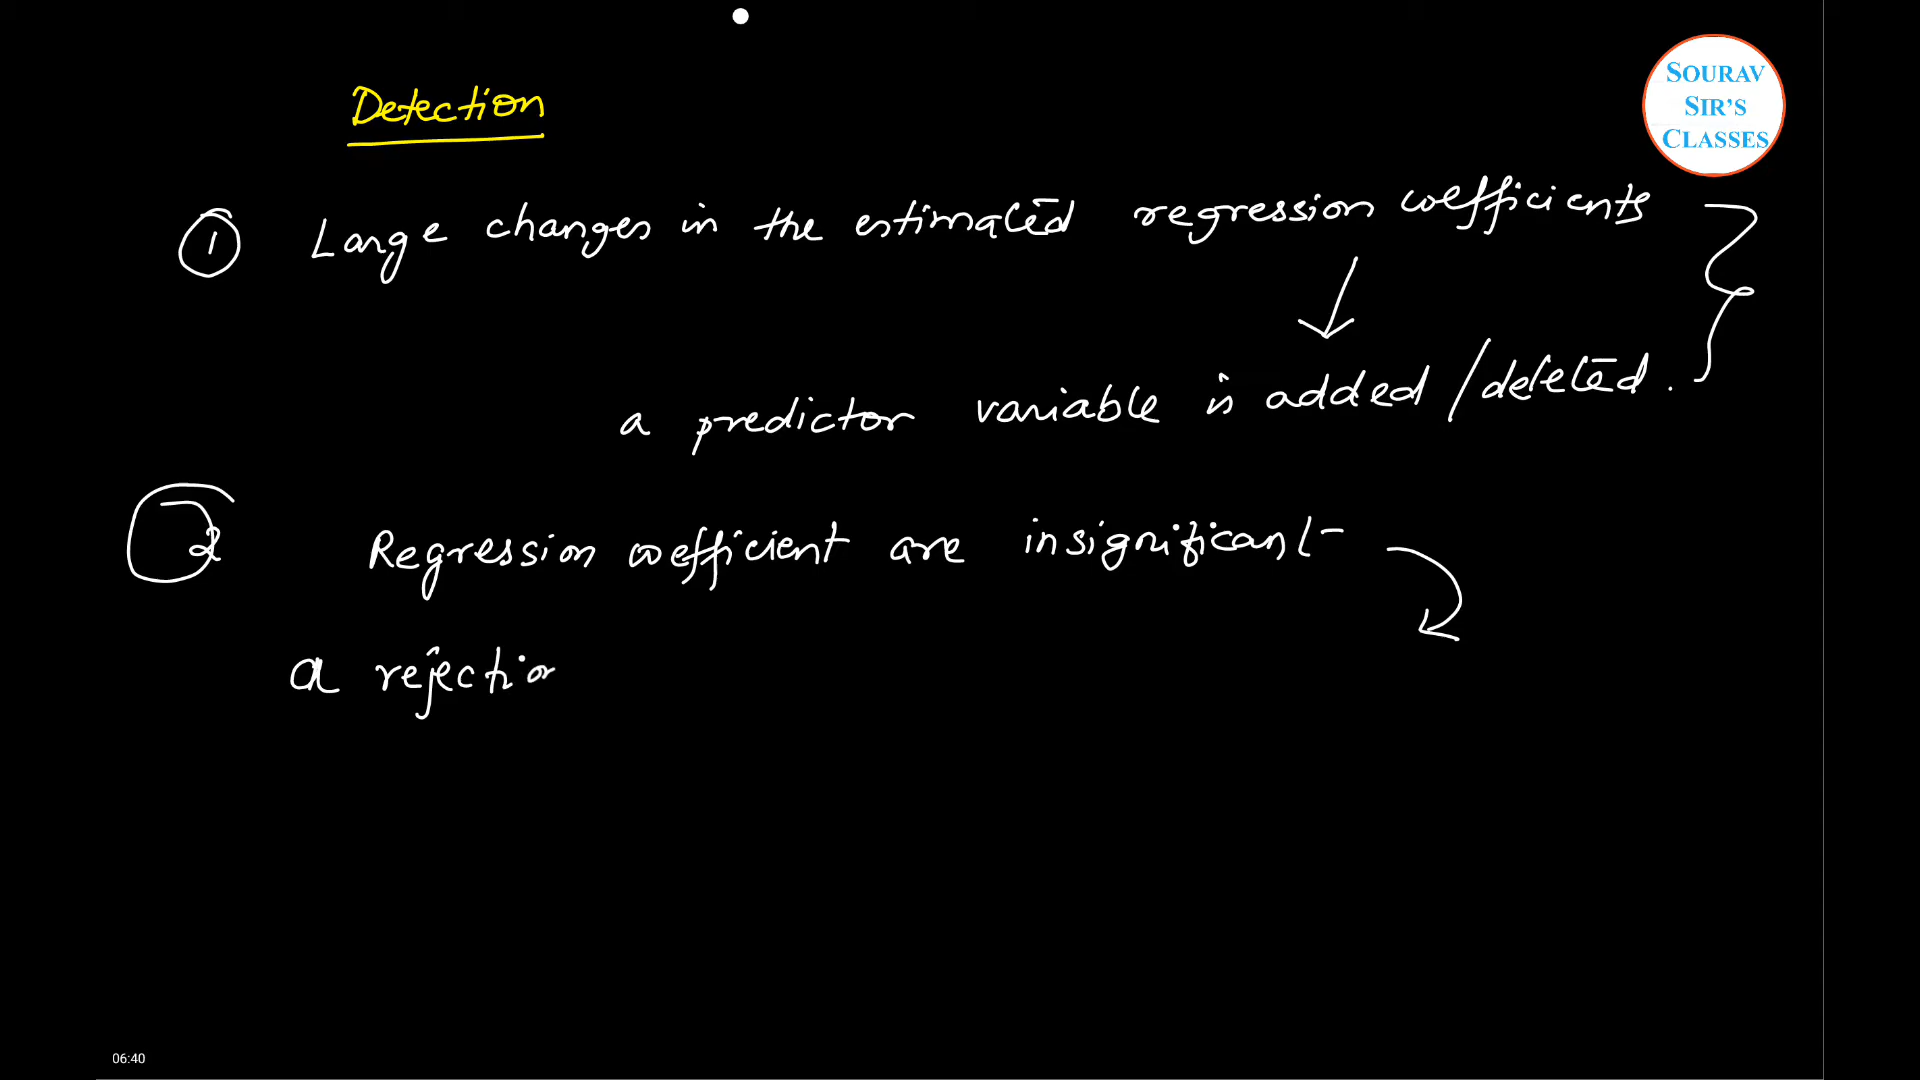 Detection
SOURAV
SIR'S
CLASSES
1 Large changes in the estimated regression coefficients
a predictor variable is added/deleted.
2 Regression coefficient are insignificant
a rejection
06:40